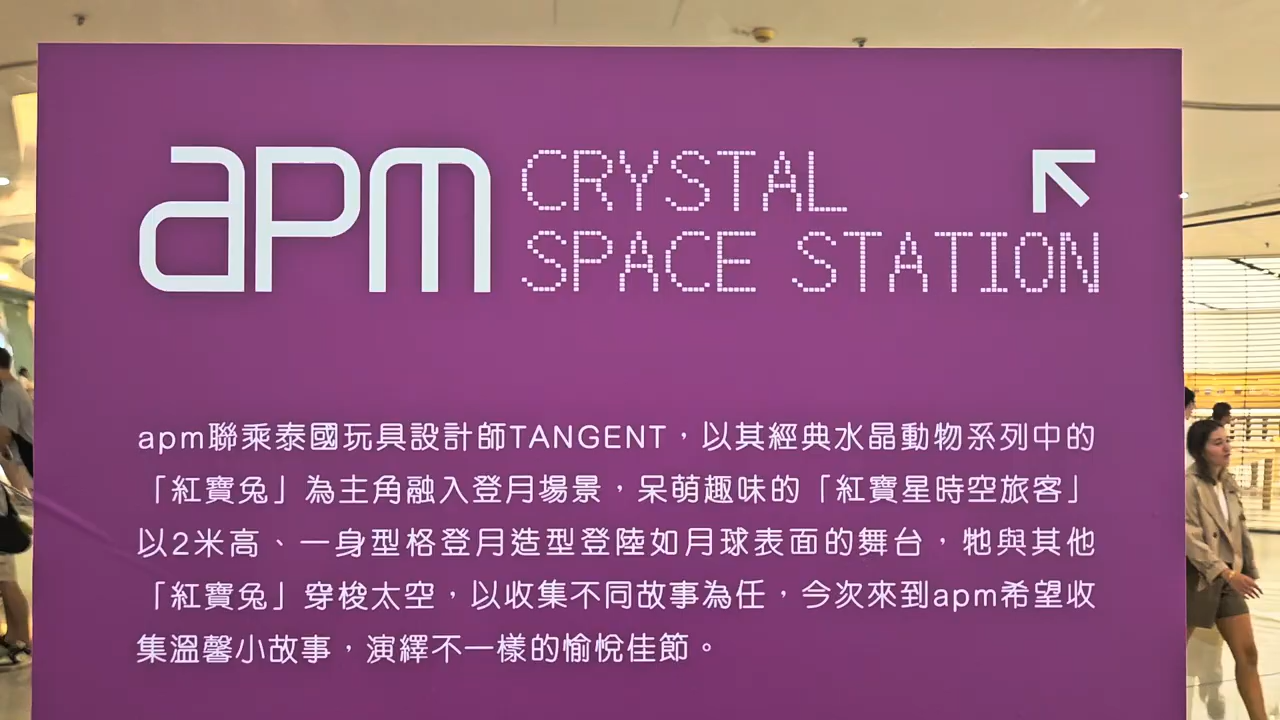 apm CRYSTAL
SPACE STATION
apm聯乘泰國玩具設計師TANGENT，以其經典水晶動物系列中的
「紅寶兔」為主角融入登月場景，呆萌趣味的「紅寶星時空旅客」
以2米高、一身型格登月造型登陸如月球表面的舞台，牠與其他
「紅寶兔」穿梭太空，以收集不同故事為任，今次來到apm希望收
集溫馨小故事，演繹不一樣的愉悅佳節。